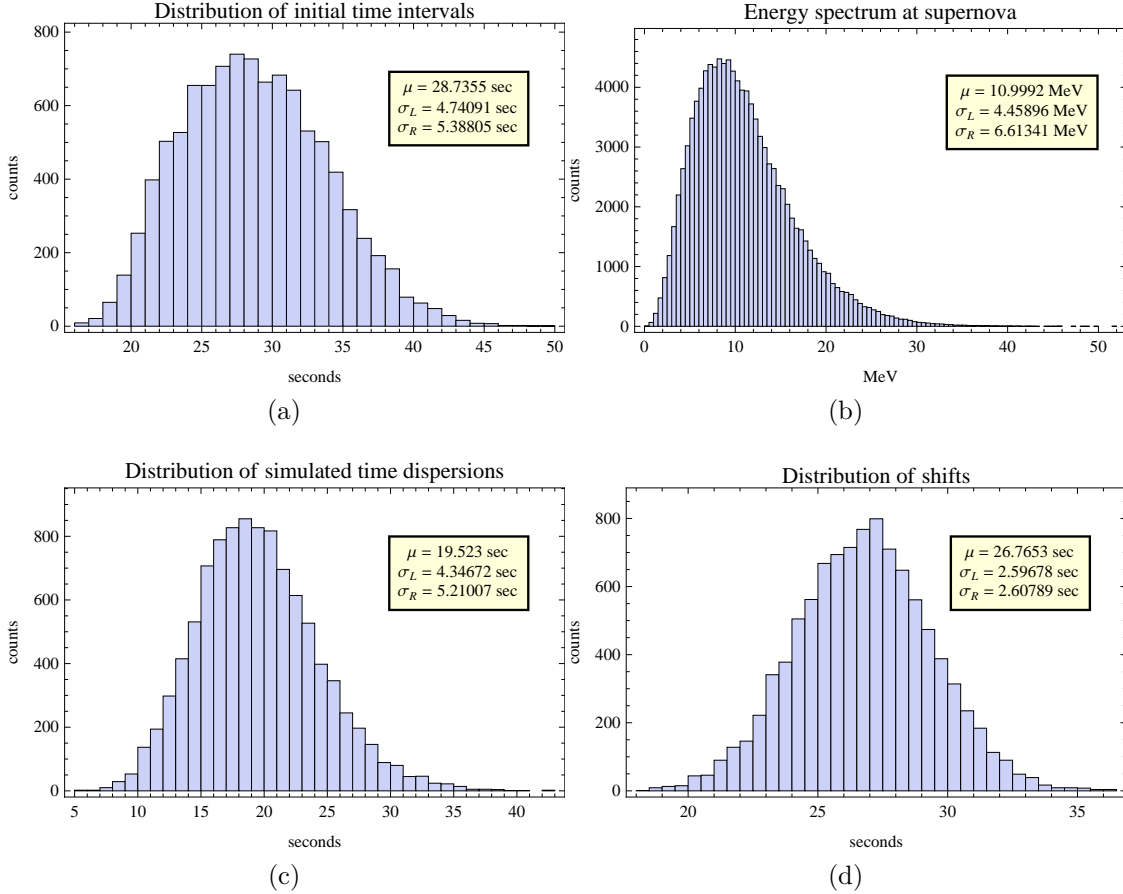 Distribution of initial time intervals
800
600
400
200
0
counts
μ = 28.7355 sec
σL = 4.74091 sec
σR = 5.38805 sec
20 25 30 35 40 45 50
seconds
(a)
Energy spectrum at supernova
4000
3000
2000
1000
0
counts
μ = 10.9992 MeV
σL = 4.45896 MeV
σR = 6.61341 MeV
0 10 20 30 40 50
MeV
(b)
Distribution of simulated time dispersions
800
600
400
200
0
counts
μ = 19.523 sec
σL = 4.34672 sec
σR = 5.21007 sec
5 10 15 20 25 30 35 40
seconds
(c)
Distribution of shifts
800
600
400
200
0
counts
μ = 26.7653 sec
σL = 2.59678 sec
σR = 2.60789 sec
20 25 30 35
seconds
(d)